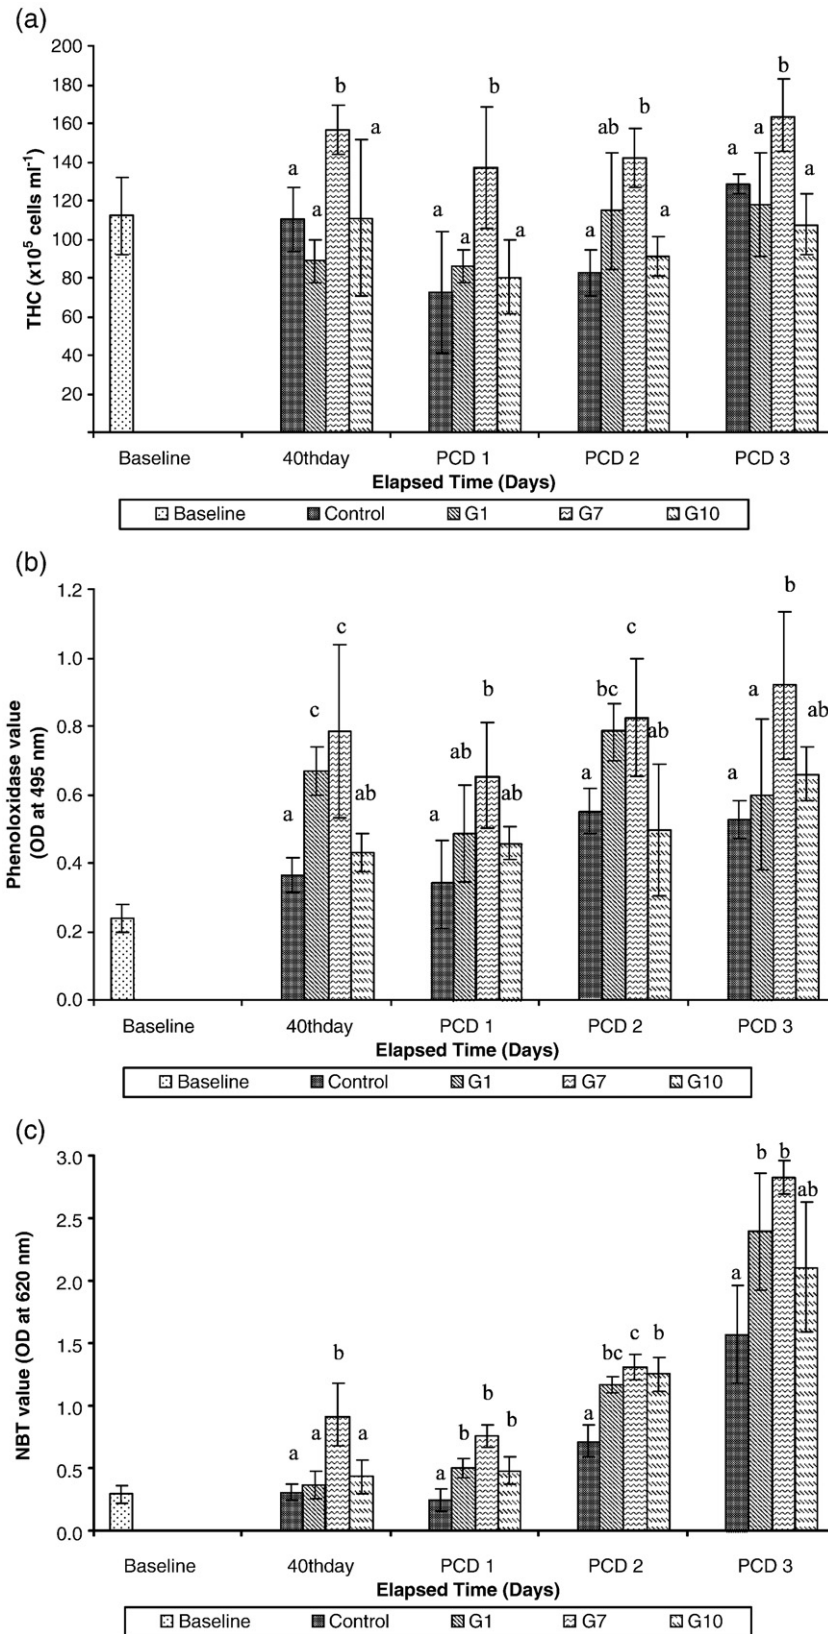 (a)
THC (x10⁵ cells ml⁻¹)
200
180
160
140
120
100
80
60
40
20
a a b a
a a b a
a ab b a
a a b a
Baseline 40thday PCD 1 PCD 2 PCD 3
Elapsed Time (Days)
Baseline Control G1 G7 G10
(b)
Phenoloxidase value
(OD at 495 nm)
1.2
1.0
0.8
0.6
0.4
0.2
0.0
a c c ab
a ab b ab
a bc c ab
a a b ab
Baseline 40thday PCD 1 PCD 2 PCD 3
Elapsed Time (Days)
Baseline Control G1 G7 G10
(c)
NBT value (OD at 620 nm)
3.0
2.5
2.0
1.5
1.0
0.5
0.0
a a b a
a b b b
a bc c b
a b b ab
Baseline 40thday PCD 1 PCD 2 PCD 3
Elapsed Time (Days)
Baseline Control G1 G7 G10